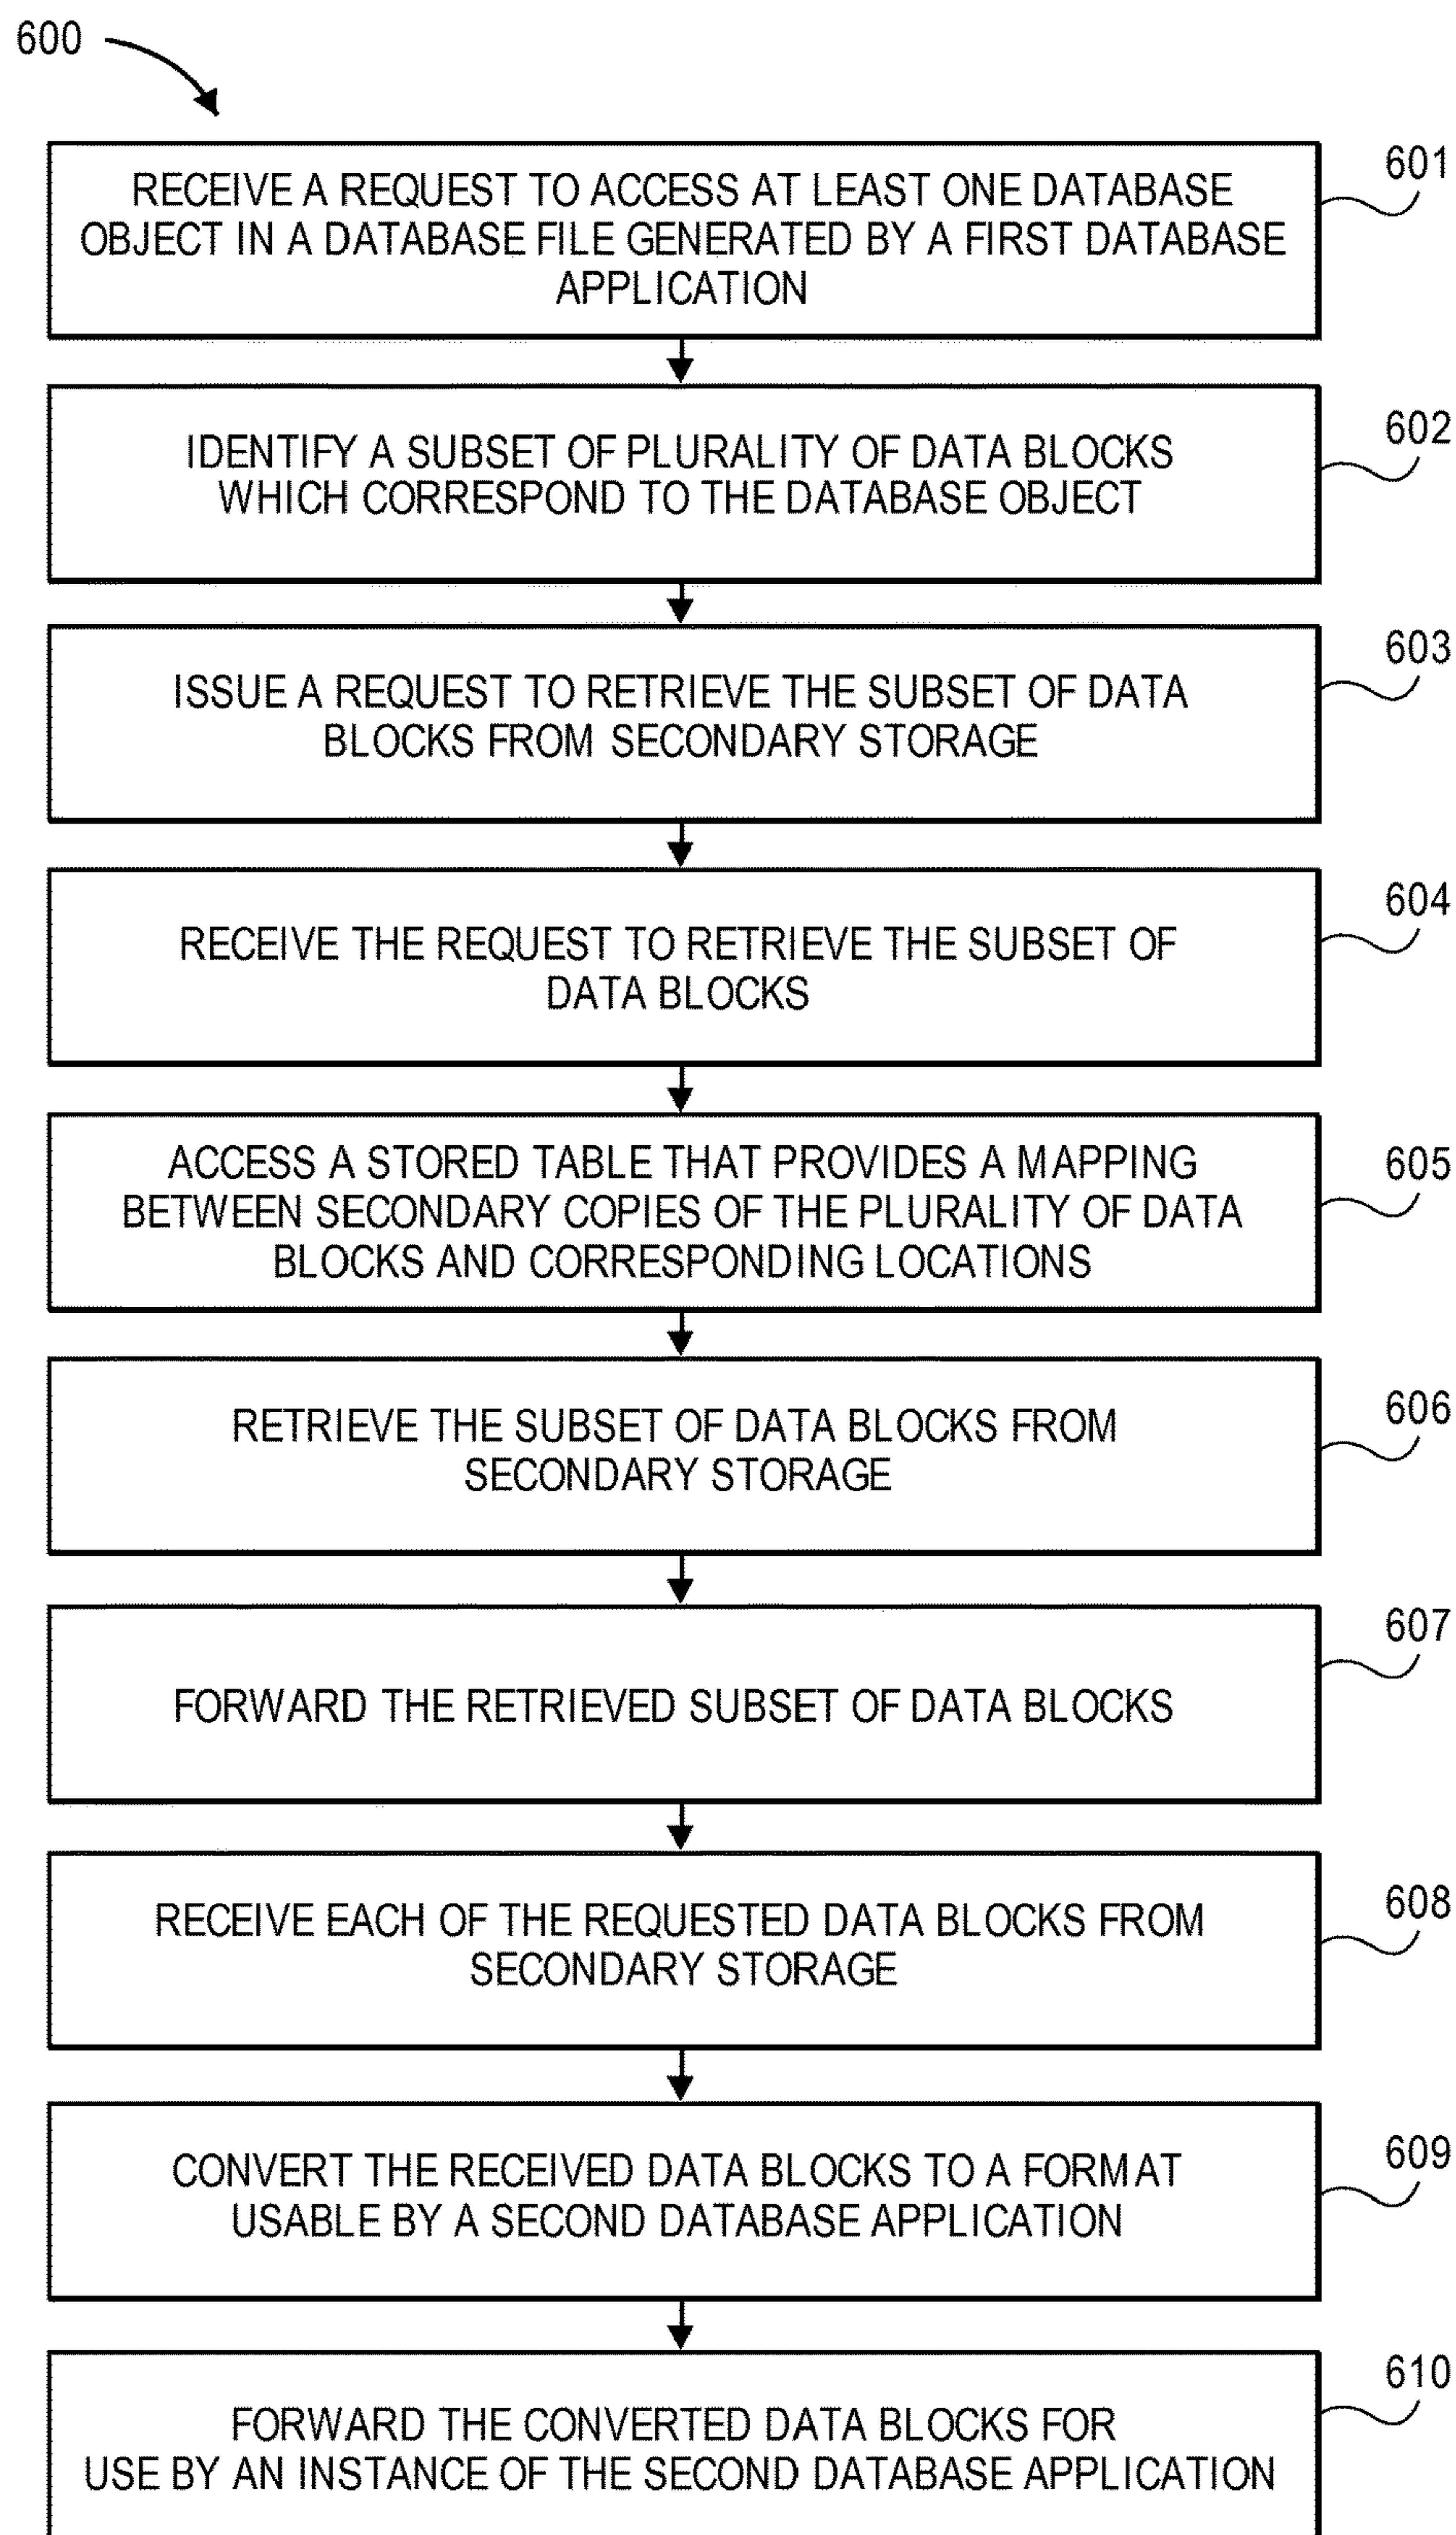 600
RECEIVE A REQUEST TO ACCESS AT LEAST ONE DATABASE
OBJECT IN A DATABASE FILE GENERATED BY A FIRST DATABASE
APPLICATION
601
IDENTIFY A SUBSET OF PLURALITY OF DATA BLOCKS
WHICH CORRESPOND TO THE DATABASE OBJECT
602
ISSUE A REQUEST TO RETRIEVE THE SUBSET OF DATA
BLOCKS FROM SECONDARY STORAGE
603
RECEIVE THE REQUEST TO RETRIEVE THE SUBSET OF
DATA BLOCKS
604
ACCESS A STORED TABLE THAT PROVIDES A MAPPING
BETWEEN SECONDARY COPIES OF THE PLURALITY OF DATA
BLOCKS AND CORRESPONDING LOCATIONS
605
RETRIEVE THE SUBSET OF DATA BLOCKS FROM
SECONDARY STORAGE
606
FORWARD THE RETRIEVED SUBSET OF DATA BLOCKS
607
RECEIVE EACH OF THE REQUESTED DATA BLOCKS FROM
SECONDARY STORAGE
608
CONVERT THE RECEIVED DATA BLOCKS TO A FORMAT
USABLE BY A SECOND DATABASE APPLICATION
609
FORWARD THE CONVERTED DATA BLOCKS FOR
USE BY AN INSTANCE OF THE SECOND DATABASE APPLICATION
610